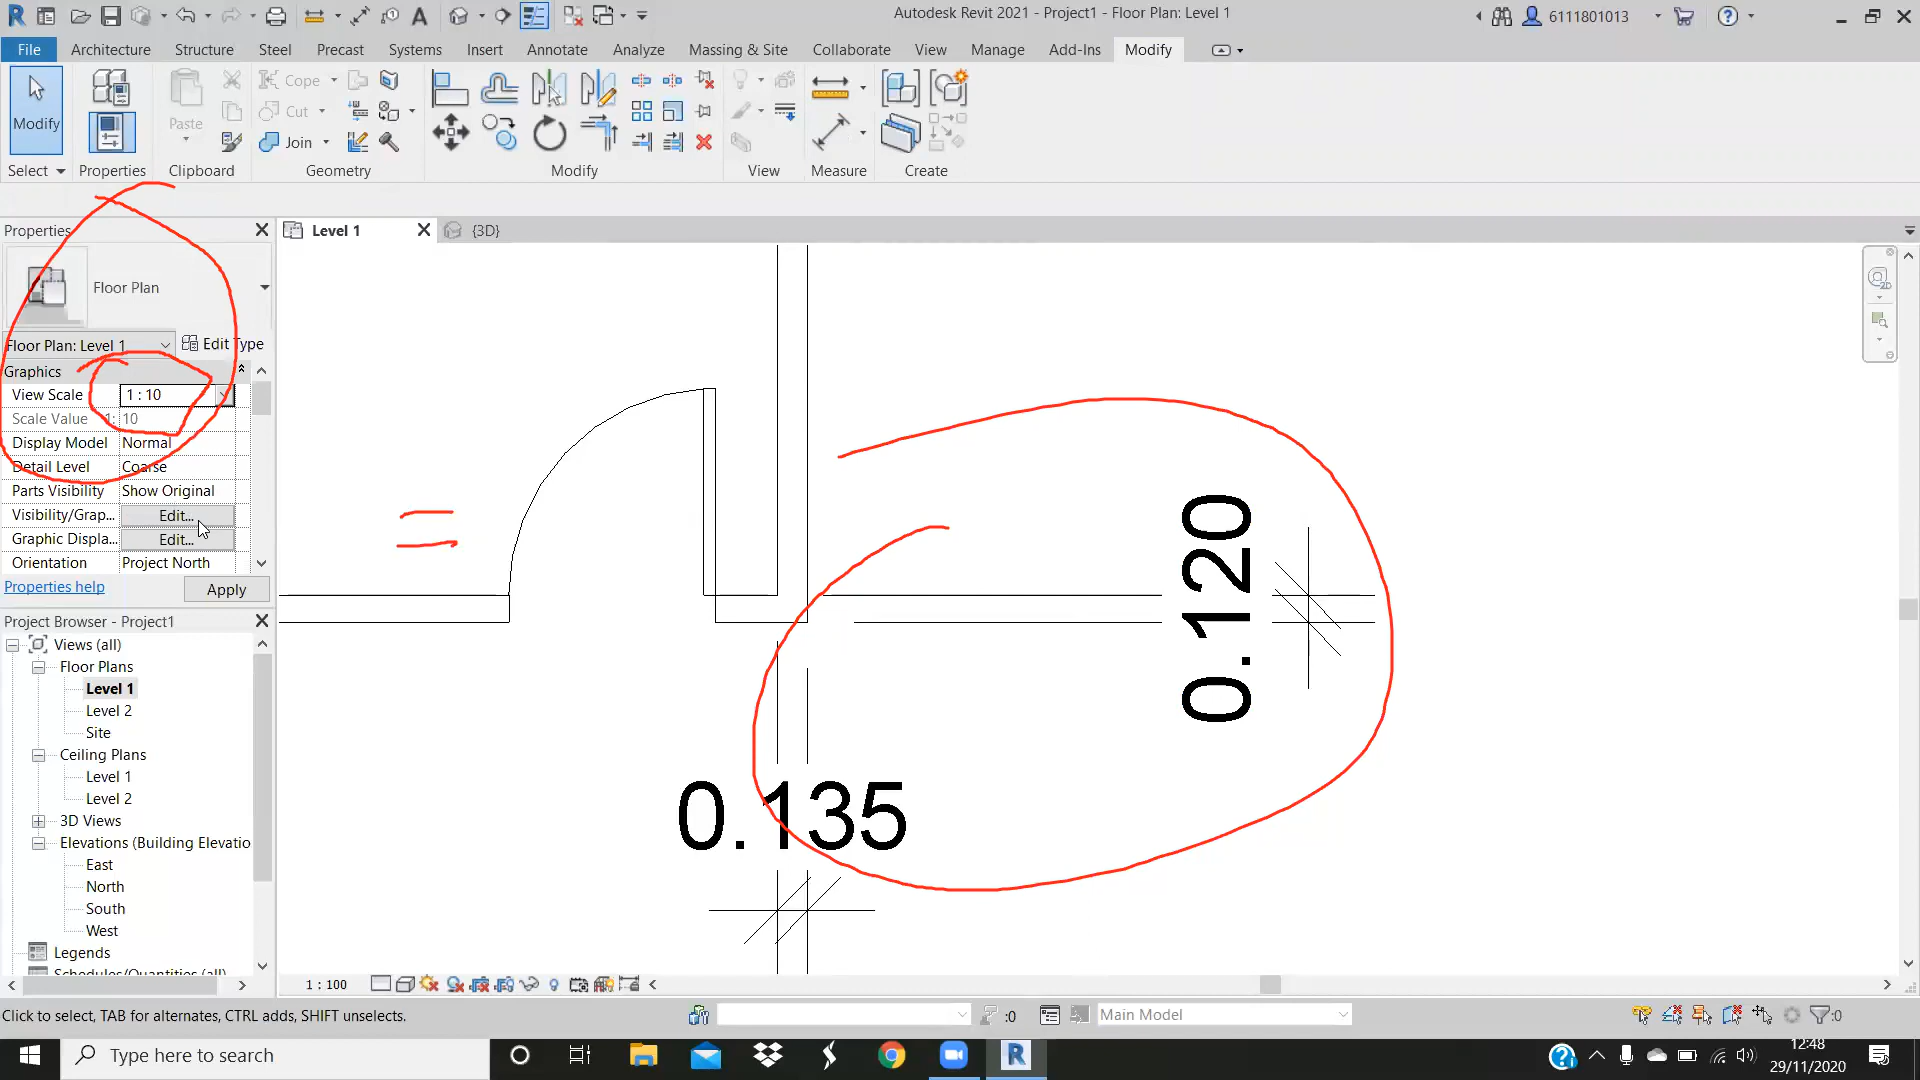 Autodesk Revit 2021 - Project1 - Floor Plan: Level 1
6111801013
File Architecture Structure Steel Precast Systems Insert Annotate Analyze Massing & Site Collaborate View Manage Add-Ins Modify
Modify
Paste
Cope
Cut
Join
Select Properties Clipboard Geometry Modify View Measure Create
Properties
Level 1
{3D}
Floor Plan
Floor Plan: Level 1
Edit Type
Graphics
View Scale 1 : 10
Scale Value 1: 10
Display Model Normal
Detail Level Coarse
Parts Visibility Show Original
Visibility/Grap... Edit...
Graphic Displa... Edit...
Orientation Project North
Properties help
Apply
Project Browser - Project1
Views (all)
Floor Plans
Level 1
Level 2
Site
Ceiling Plans
Level 1
Level 2
3D Views
Elevations (Building Elevatio
East
North
South
West
Legends
Schedules/Quantities (all)
0.120
0.135
1 : 100
Click to select, TAB for alternates, CTRL adds, SHIFT unselects.
:0
Main Model
:0
Type here to search
12:48
29/11/2020